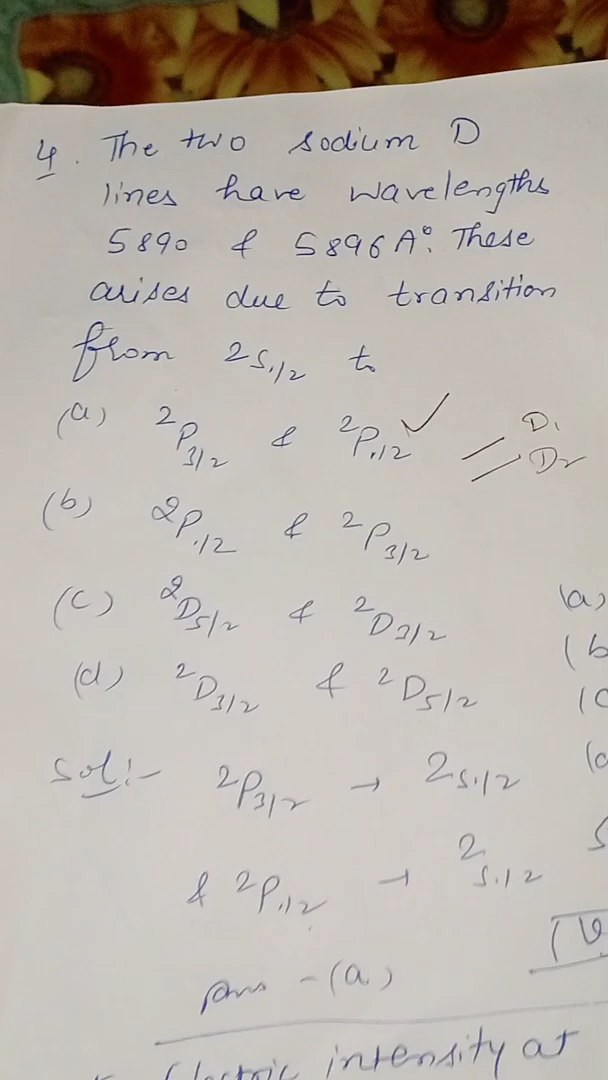 4. The two sodium D
lines have wavelengths
5890 & 5896 A°. These
arises due to transition
from 2S1/2 to
(a) 2P3/2 & 2P1/2 ✓ D1
D2
(b) 2P1/2 & 2P3/2
(c) 2D5/2 & 2D3/2
(d) 2D3/2 & 2D5/2
Sol:- 2P3/2 → 2S1/2
& 2P1/2 → 2S1/2
Ans - (a)
(a)
(b
(c
intensity at